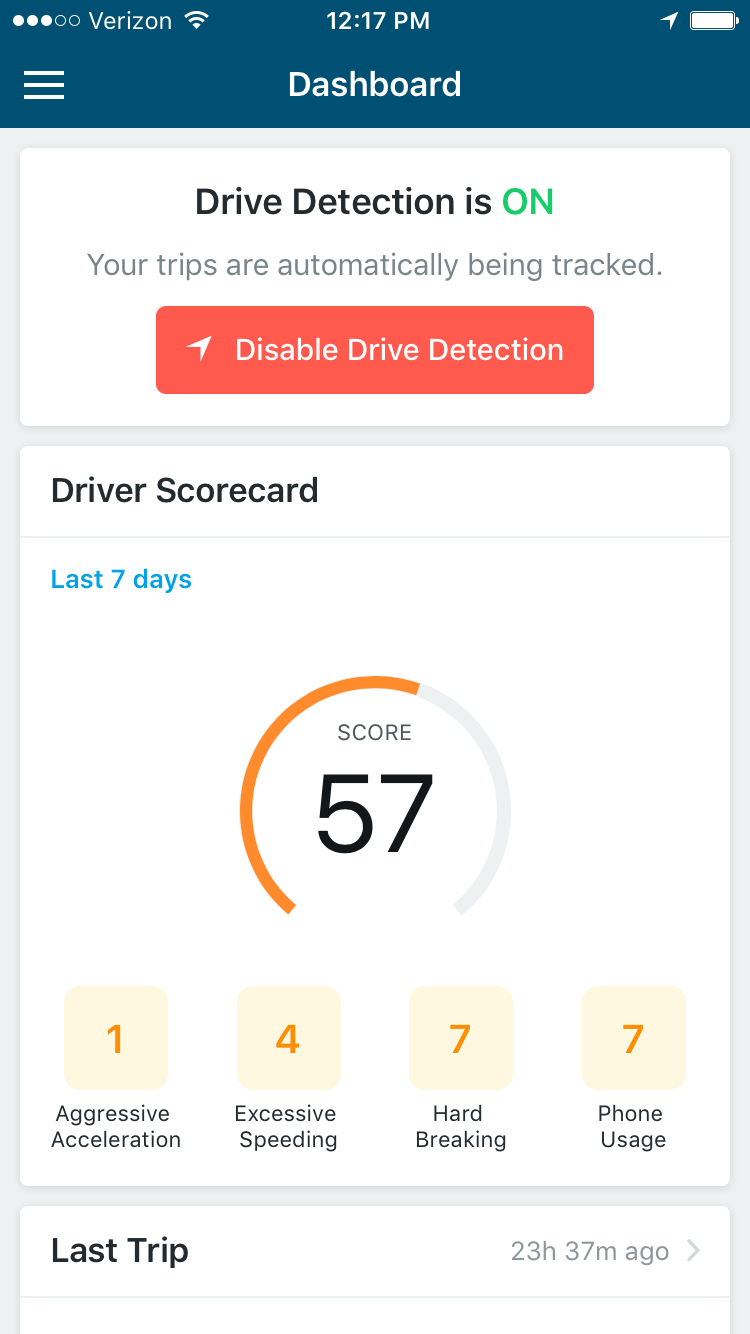 Verizon 12:17 PM
Dashboard
Drive Detection is ON
Your trips are automatically being tracked.
Disable Drive Detection
Driver Scorecard
Last 7 days
SCORE
57
1 4 7 7
Aggressive Excessive Hard Phone
Acceleration Speeding Breaking Usage
Last Trip 23h 37m ago